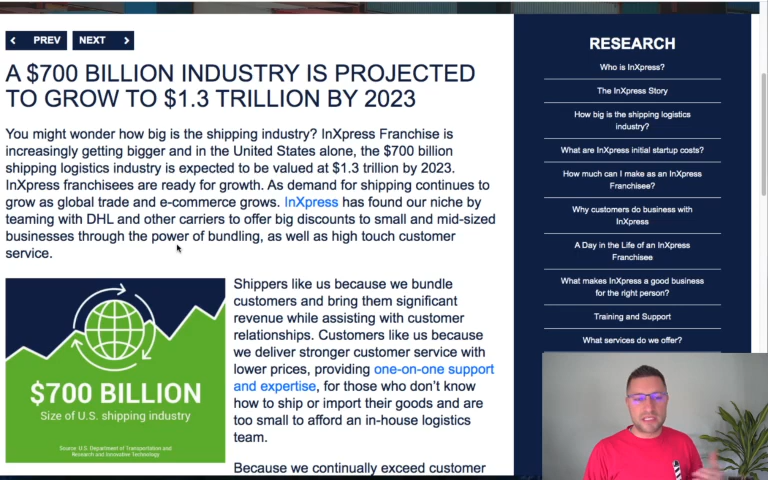 PREV
NEXT
A $700 BILLION INDUSTRY IS PROJECTED
TO GROW TO $1.3 TRILLION BY 2023
You might wonder how big is the shipping industry? InXpress Franchise is
increasingly getting bigger and in the United States alone, the $700 billion
shipping logistics industry is expected to be valued at $1.3 trillion by 2023.
InXpress franchisees are ready for growth. As demand for shipping continues to
grow as global trade and e-commerce grows. InXpress has found our niche by
teaming with DHL and other carriers to offer big discounts to small and mid-sized
businesses through the power of bundling, as well as high touch customer
service.
$700 BILLION
Size of U.S. shipping industry
Source: U.S. Department of Transportation and
Research and Innovative Technology
Shippers like us because we bundle
customers and bring them significant
revenue while assisting with customer
relationships. Customers like us because
we deliver stronger customer service with
lower prices, providing one-on-one support
and expertise, for those who don't know
how to ship or import their goods and are
too small to afford an in-house logistics
team.
Because we continually exceed customer
RESEARCH
Who is InXpress?
The InXpress Story
How big is the shipping logistics
industry?
What are InXpress initial startup costs?
How much can I make as an InXpress
Franchisee?
Why customers do business with
InXpress
A Day in the Life of an InXpress
Franchisee
What makes InXpress a good business
for the right person?
Training and Support
What services do we offer?